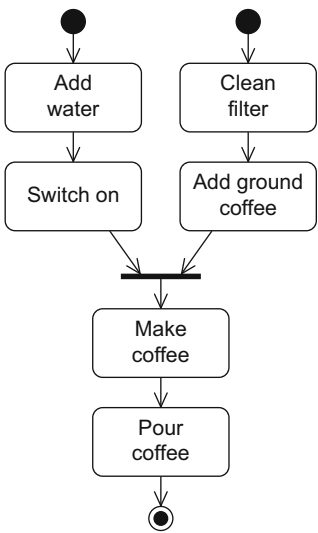 Add
water
Clean
filter
Switch on
Add ground
coffee
Make
coffee
Pour
coffee